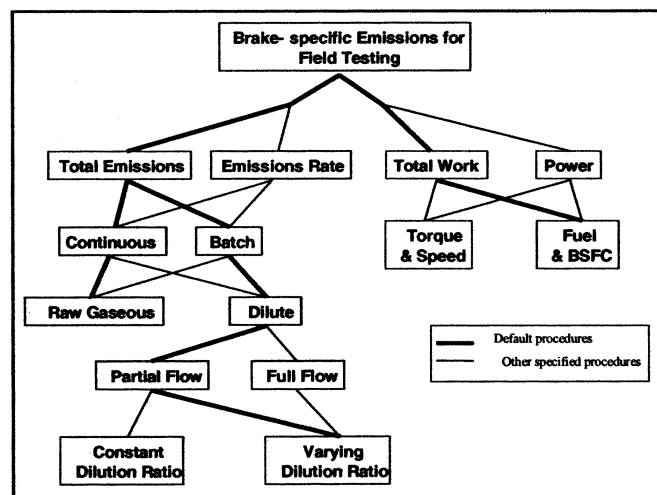 Brake- specific Emissions for
Field Testing
Total Emissions
Emissions Rate
Total Work
Power
Continuous
Batch
Torque
& Speed
Fuel
& BSFC
Raw Gaseous
Dilute
Default procedures
Other specified procedures
Partial Flow
Full Flow
Constant
Dilution Ratio
Varying
Dilution Ratio